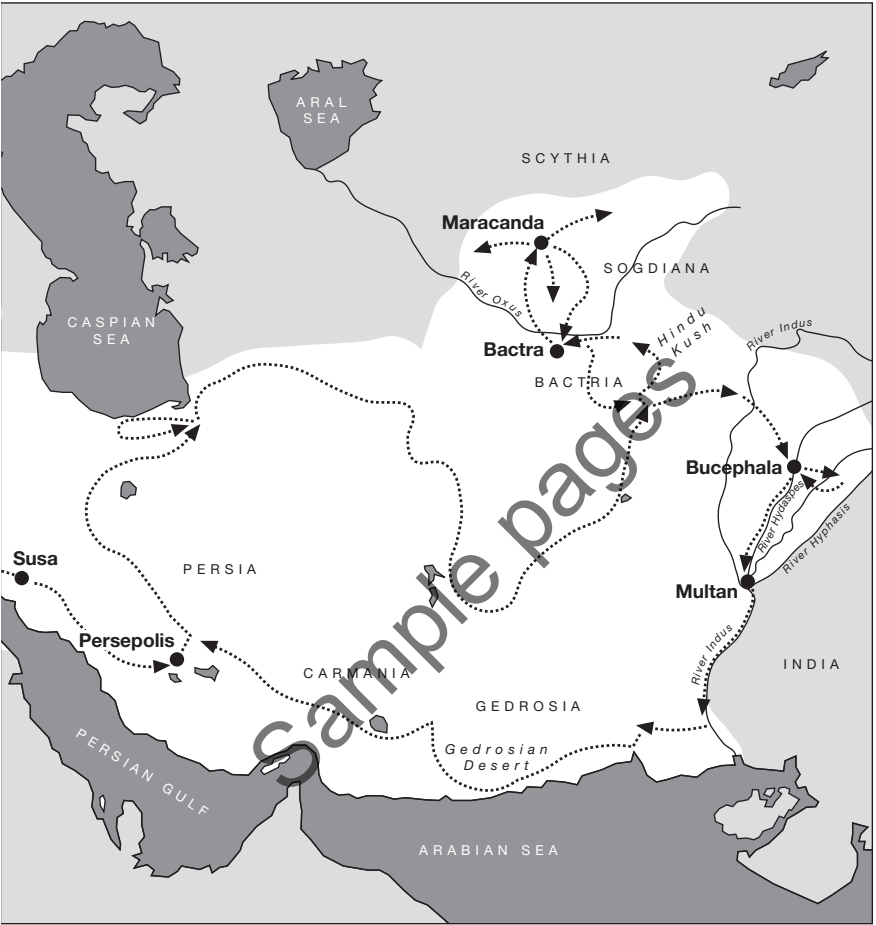 ARAL
SEA
SCYTHIA
Maracanda
SOGDIANA
River Oxus
CASPIAN
SEA
Hindu
Kush
River Indus
Bactra
BACTRIA
Bucephala
River Hydaspes
River Hyphasis
Susa
PERSIA
Multan
Persepolis
River Indus
INDIA
CARMANIA
GEDROSIA
Gedrosian
Desert
PERSIAN GULF
ARABIAN SEA
Sample pages